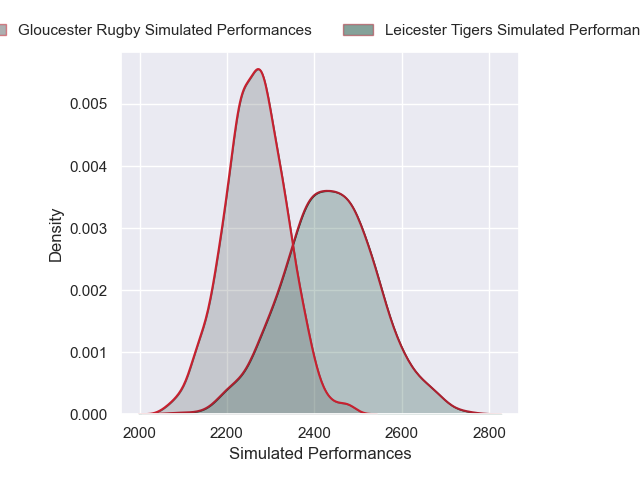 Gloucester Rugby Simulated Performances
Leicester Tigers Simulated Performan
0.005
0.004
0.003
0.002
0.001
0.000
Density
2000 2200 2400 2600 2800
Simulated Performances